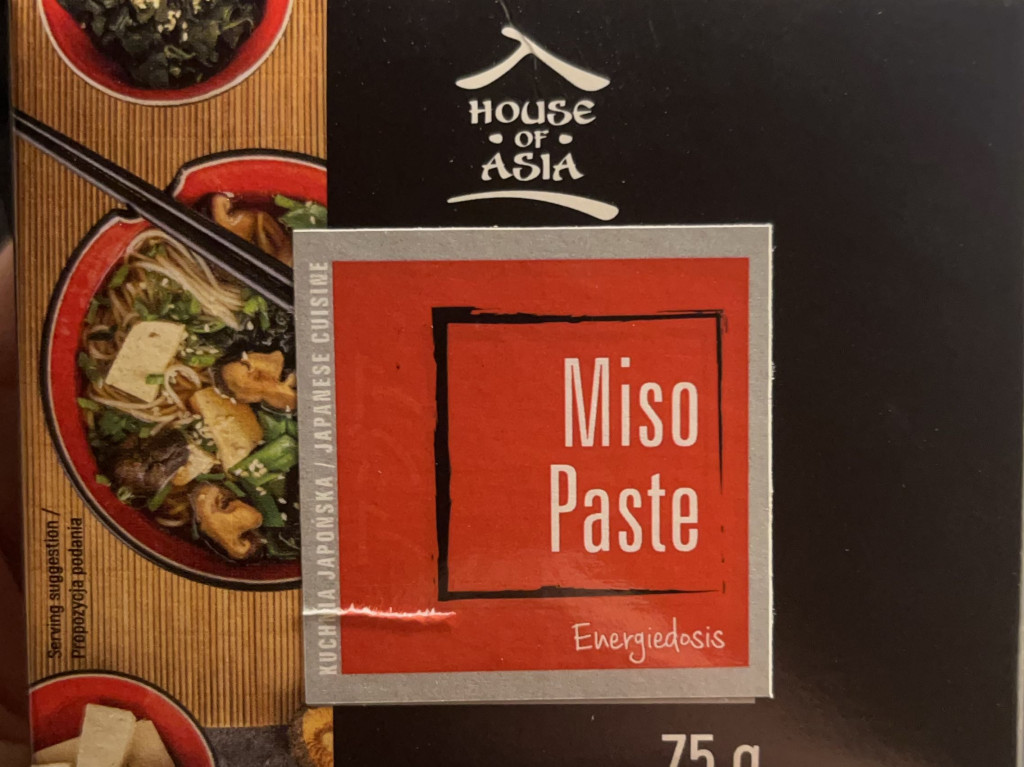 HOUSE
· OF ·
ASIA
KUCHNIA JAPOŃSKA / JAPANESE CUISINE
Miso
Paste
Energiedosis
Serving suggestion /
Propozycja podania
75 g